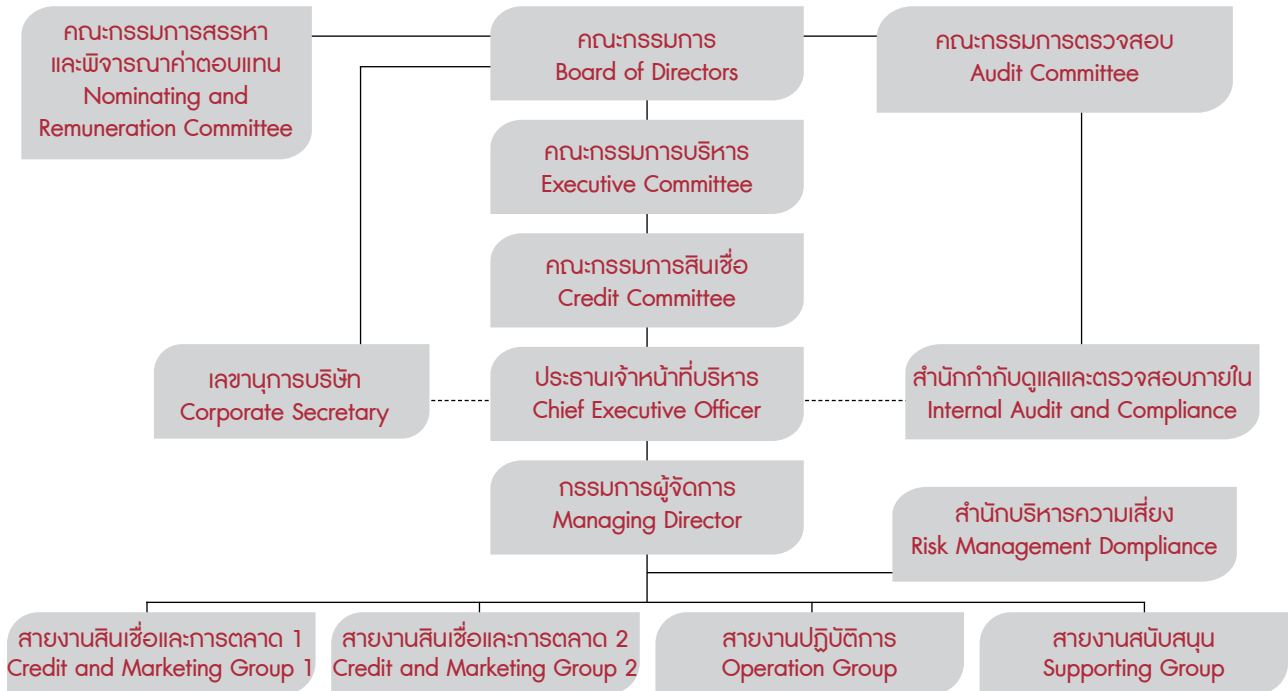 คณะกรรมการสรรหา
และพิจารณาค่าตอบแทน
Nominating and
Remuneration Committee
คณะกรรมการ
Board of Directors
คณะกรรมการตรวจสอบ
Audit Committee
คณะกรรมการบริหาร
Executive Committee
คณะกรรมการสินเชื่อ
Credit Committee
เลขานุการบริษัท
Corporate Secretary
ประธานเจ้าหน้าที่บริหาร
Chief Executive Officer
สำนักกำกับดูแลและตรวจสอบภายใน
Internal Audit and Compliance
กรรมการผู้จัดการ
Managing Director
สำนักบริหารความเสี่ยง
Risk Management Dompliance
สายงานสินเชื่อและการตลาด 1
Credit and Marketing Group 1
สายงานสินเชื่อและการตลาด 2
Credit and Marketing Group 2
สายงานปฏิบัติการ
Operation Group
สายงานสนับสนุน
Supporting Group